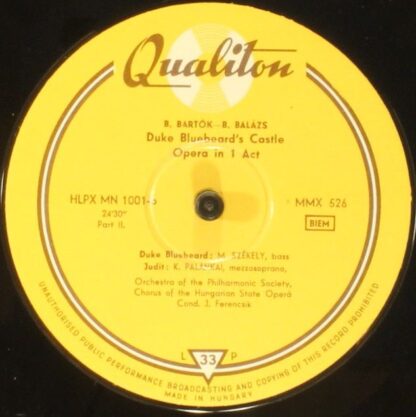 Qualiton
B. BARTÓK - B. BALÁZS
Duke Bluebeard's Castle
Opera in 1 Act
HLPX MN 1001-b
24'30"
Part II.
MMX 526
BIEM
Duke Bluebeard: M. SZÉKELY, bass
Judit: K. PALÁNKAI, mezzosoprano,
Orchestra of the Philharmonic Society,
Chorus of the Hungarian State Opera
Cond. J. Ferencsik
L 33 P
UNAUTHORISED PUBLIC PERFORMANCE BROADCASTING AND COPYING OF THIS RECORD PROHIBITED
MADE IN HUNGARY